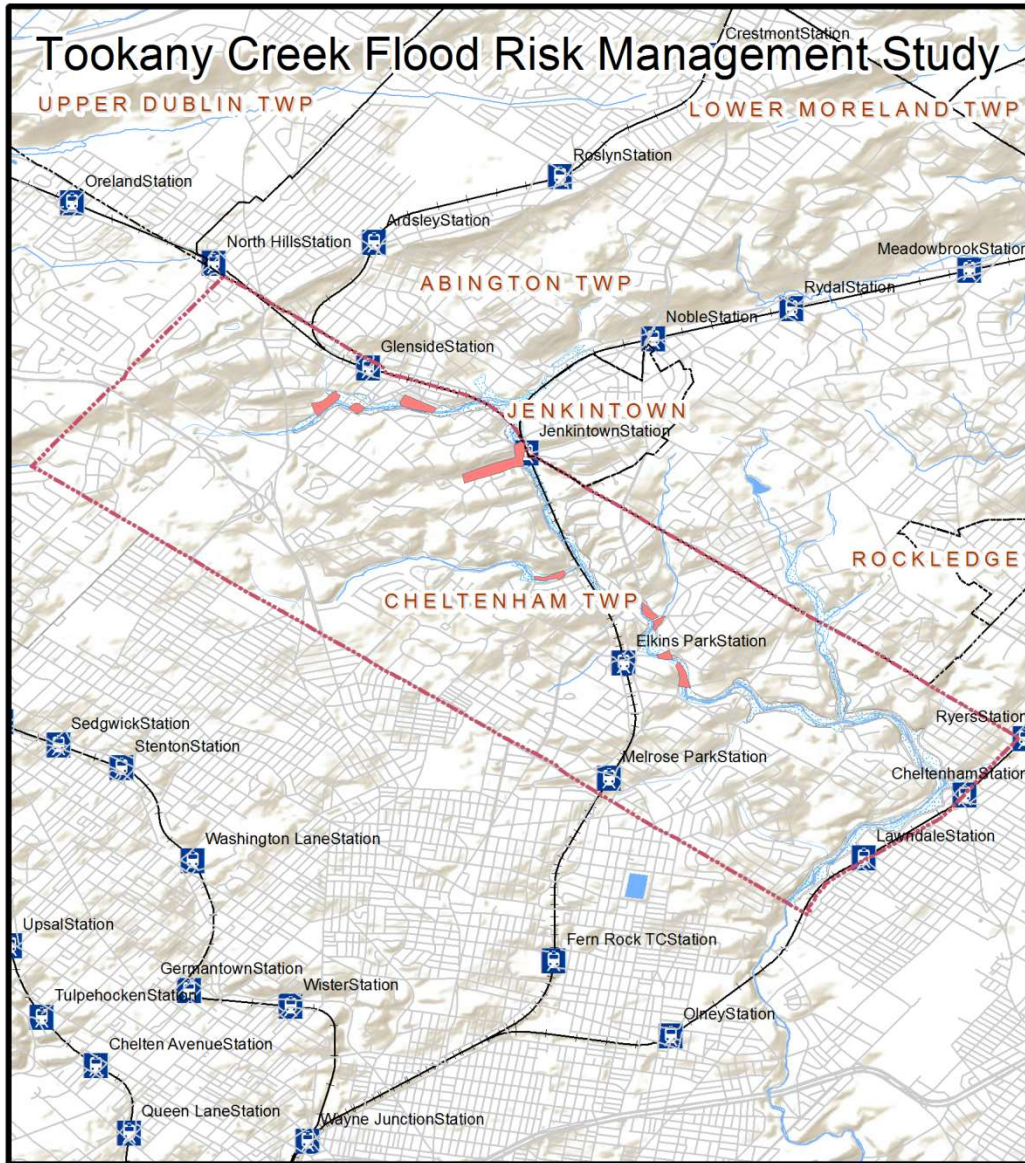 CrestmontStation
Tookany Creek Flood Risk Management Study
UPPER DUBLIN TWP
LOWER MORELAND TWP
RoslynStation
OrelandStation
ArdsleyStation
North HillsStation
MeadowbrookStation
ABINGTON TWP
RydalStation
NobleStation
GlensideStation
JENKINTOWN
JenkintownStation
ROCKLEDGE
CHELTENHAM TWP
Elkins ParkStation
RyersStation
SedgwickStation
StentonStation
Melrose ParkStation
CheltenhamStation
Washington LaneStation
LawndaleStation
UpsalStation
Fern Rock TCStation
GermantownStation
WisterStation
TulpehockenStation
OlneyStation
Chelten AvenueStation
Queen LaneStation
Wayne JunctionStation